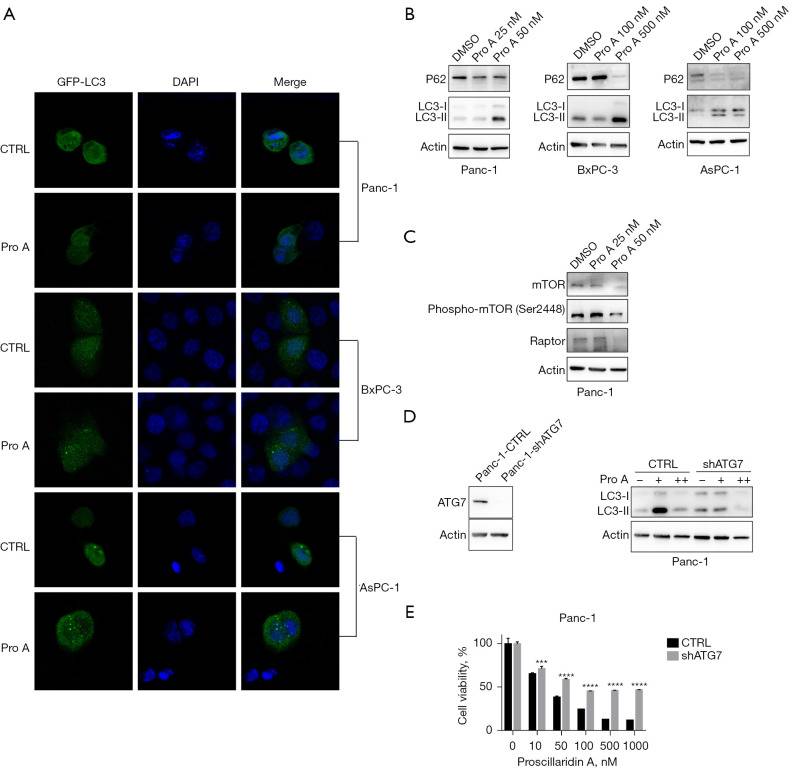 A
GFP-LC3 DAPI Merge
CTRL
Panc-1
Pro A
CTRL
BxPC-3
Pro A
CTRL
AsPC-1
Pro A
B
DMSO Pro A 25 nM Pro A 50 nM
P62
LC3-I
LC3-II
Actin
Panc-1
DMSO Pro A 100 nM Pro A 500 nM
P62
LC3-I
LC3-II
Actin
BxPC-3
DMSO Pro A 100 nM Pro A 500 nM
P62
LC3-I
LC3-II
Actin
AsPC-1
C
DMSO Pro A 25 nM Pro A 50 nM
mTOR
Phospho-mTOR (Ser2448)
Raptor
Actin
Panc-1
D
Panc-1-CTRL Panc-1-shATG7
ATG7
Actin
CTRL shATG7
Pro A – + ++ – + ++
LC3-I
LC3-II
Actin
Panc-1
E
Panc-1
CTRL
shATG7
Cell viability, %
100
50
0
*** **** **** **** ****
0 10 50 100 500 1000
Proscillaridin A, nM